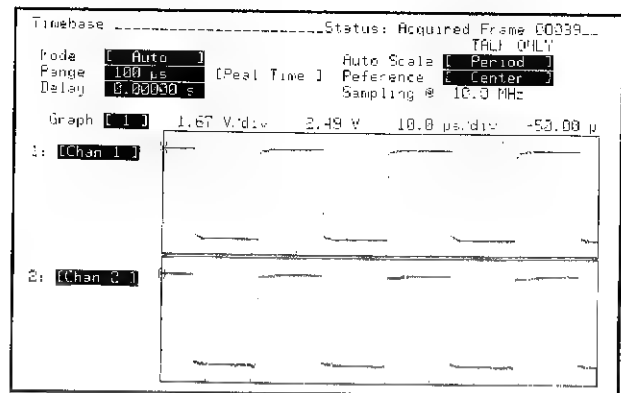 Timebase Status: Acquired Frame 00039
TALK ONLY
Mode [ Auto ] Auto Scale [ Period ]
Range 100 µs [Real Time ] Reference [ Center ]
Delay 0.00000 s Sampling @ 10.0 MHz
Graph [ 1 ] 1.67 V/div 2.49 V 10.0 µs/div -50.00 µ
1: [Chan 1 ]
2: [Chan 2 ]